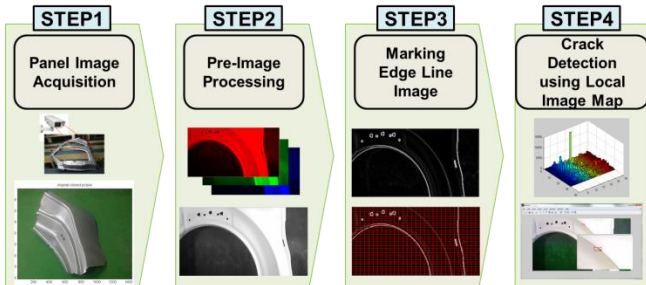 STEP1
STEP2
STEP3
STEP4
Panel Image
Acquisition
Pre-Image
Processing
Marking
Edge Line
Image
Crack
Detection
using Local
Image Map